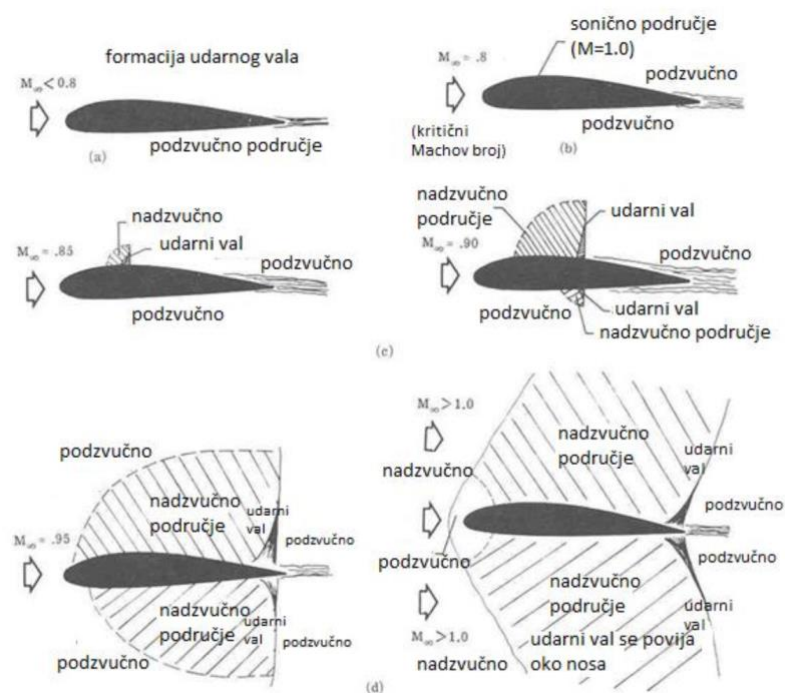 formacija udarnog vala
M∞ < 0.8
podzvučno područje
(a)
sonično područje
(M=1.0)
M∞ = .8
podzvučno
podzvučno
(kritični
Machov broj)
(b)
nadzvučno
udarni val
M∞ = .85
podzvučno
podzvučno
nadzvučno
područje
udarni val
M∞ = .90
podzvučno
podzvučno
udarni val
nadzvučno područje
(c)
podzvučno
nadzvučno
područje
udarni
val
podzvučno
M∞ = .95
nadzvučno
područje
udarni
val
podzvučno
podzvučno
M∞ > 1.0
nadzvučno
nadzvučno
područje
udarni
val
podzvučno
podzvučno
podzvučno
nadzvučno
područje
udarni
val
M∞ > 1.0
nadzvučno
udarni val se povija
oko nosa
(d)